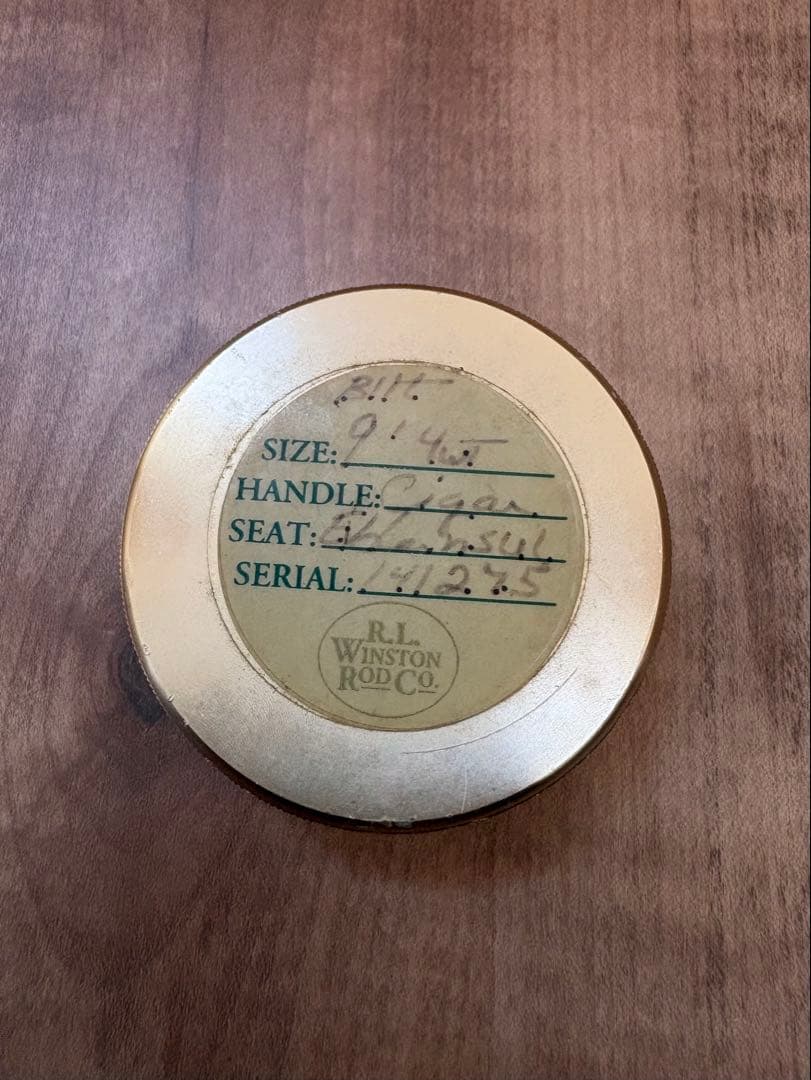 BIIt
SIZE: 9' 4wt
HANDLE: Cigar
SEAT:
SERIAL: 141275
R.L.
WINSTON
ROD CO.